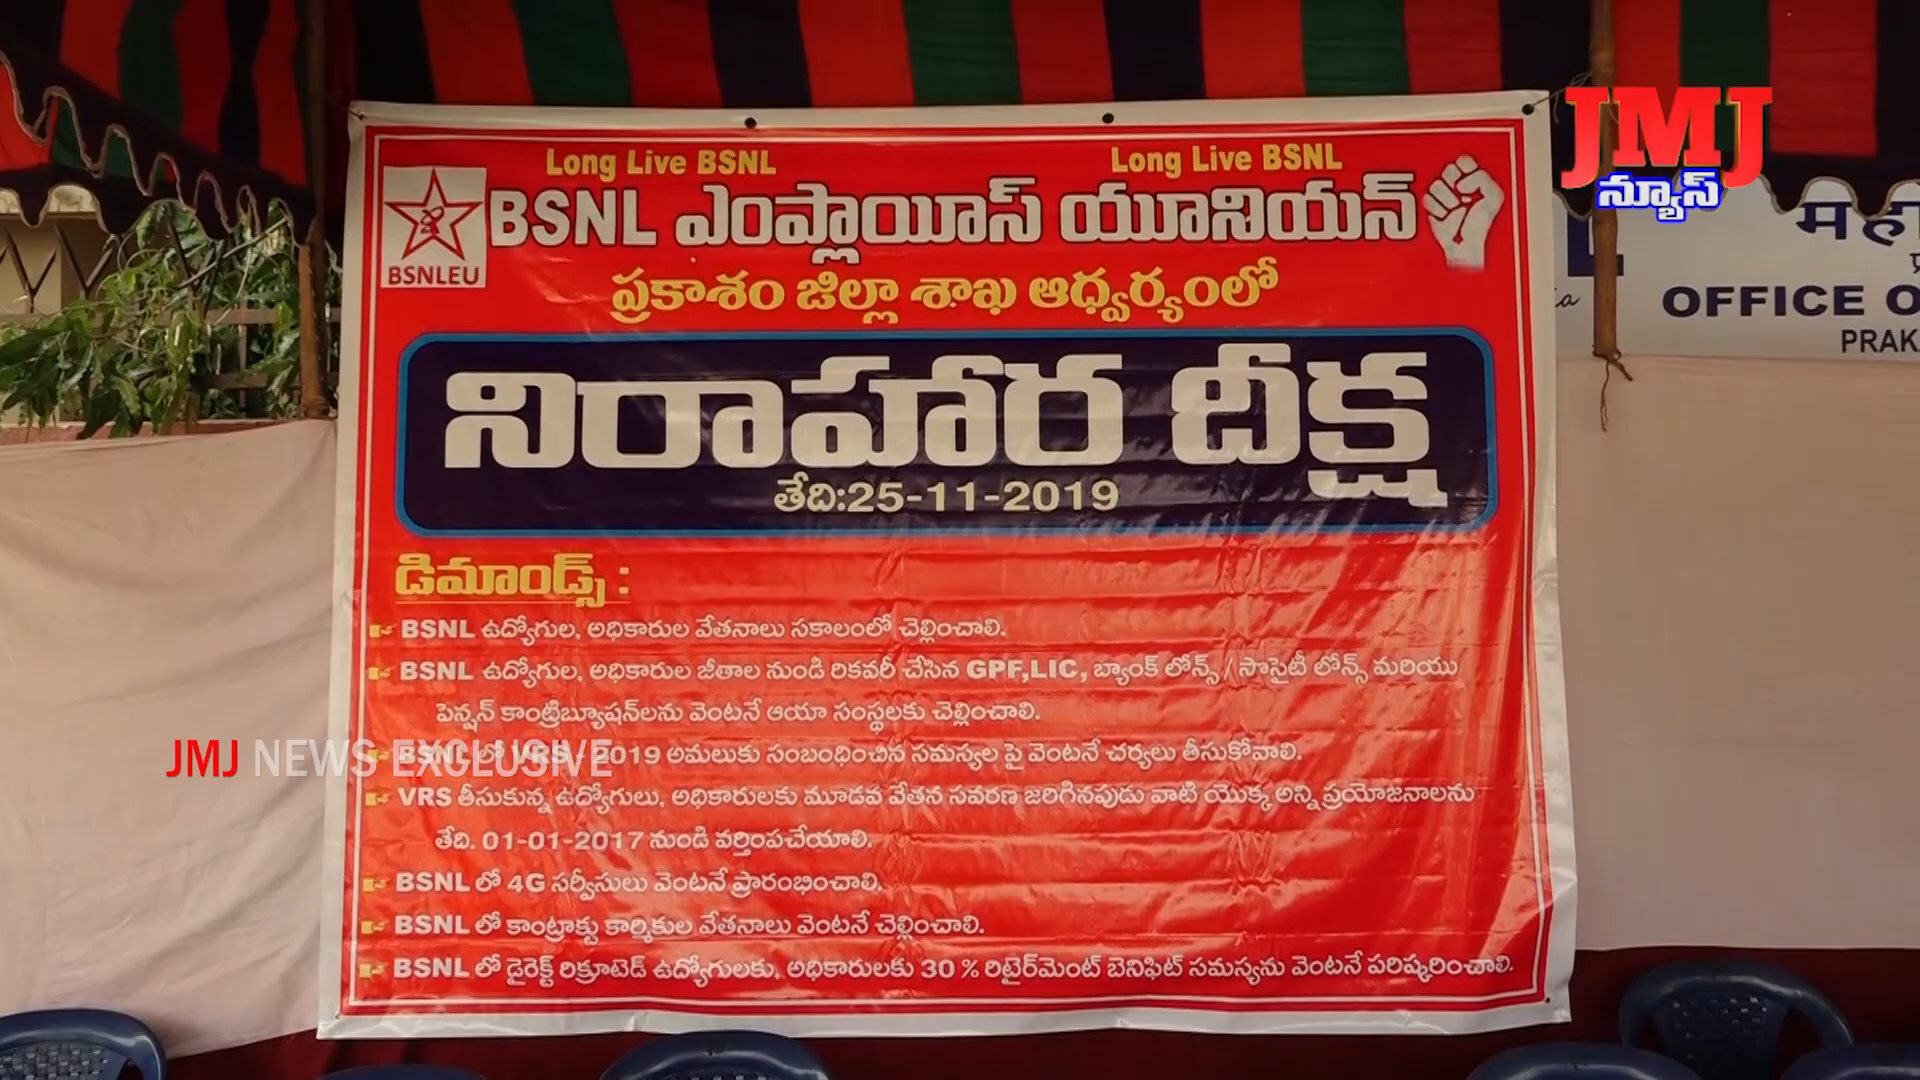 JMJ
న్యూస్
Long Live BSNL
Long Live BSNL
BSNL ఎంప్లాయీస్ యూనియన్
BSNLEU
ప్రకాశం జిల్లా శాఖ ఆధ్వర్యంలో
నిరాహార దీక్ష
తేది:25-11-2019
డిమాండ్స్ :
BSNL ఉద్యోగుల, అధికారుల వేతనాలు సకాలంలో చెల్లించాలి.
BSNL ఉద్యోగుల, అధికారుల జీతాల నుండి రికవరీ చేసిన GPF,LIC, బ్యాంక్ లోన్స్ / సొసైటీ లోన్స్ మరియు
పెన్షన్ కాంట్రిబ్యూషన్‌లను వెంటనే ఆయా సంస్థలకు చెల్లించాలి.
BSNL లో VRS - 2019 అమలుకు సంబంధించిన సమస్యల పై వెంటనే చర్యలు తీసుకోవాలి.
JMJ NEWS EXCLUSIVE
VRS తీసుకున్న ఉద్యోగులు, అధికారులకు మూడవ వేతన సవరణ జరిగినపుడు వాటి యొక్క అన్ని ప్రయోజనాలను
తేది. 01-01-2017 నుండి వర్తింపచేయాలి.
BSNL లో 4G సర్వీసులు వెంటనే ప్రారంభించాలి.
BSNL లో కాంట్రాక్టు కార్మికుల వేతనాలు వెంటనే చెల్లించాలి.
BSNL లో డైరెక్ట్ రిక్రూటెడ్ ఉద్యోగులకు, అధికారులకు 30 % రిటైర్‌మెంట్ బెనిఫిట్ సమస్యను వెంటనే పరిష్కరించాలి.
OFFICE O
PRAK